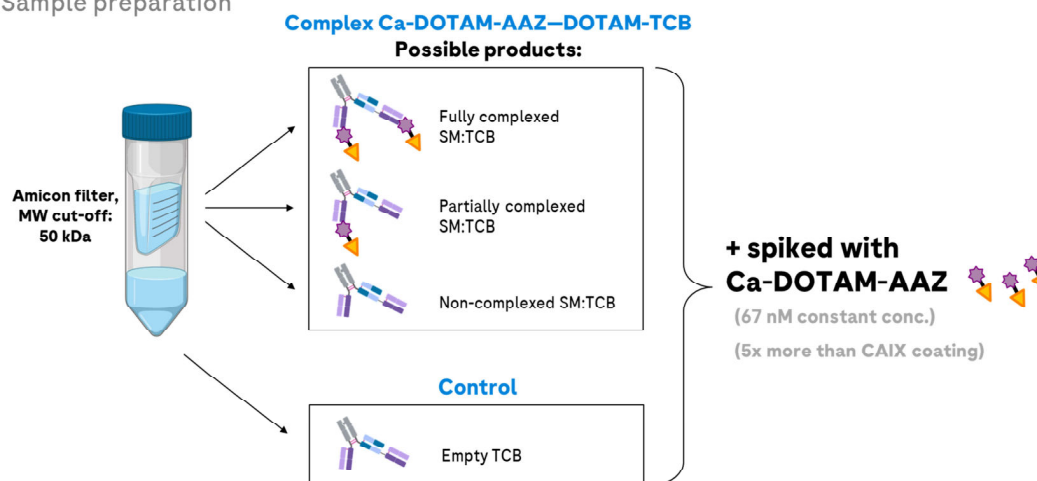 Sample preparation
Complex Ca-DOTAM-AAZ—DOTAM-TCB
Possible products:
Amicon filter,
MW cut-off:
50 kDa
Fully complexed
SM:TCB
Partially complexed
SM:TCB
Non-complexed SM:TCB
+ spiked with
Ca-DOTAM-AAZ
(67 nM constant conc.)
(5x more than CAIX coating)
Control
Empty TCB